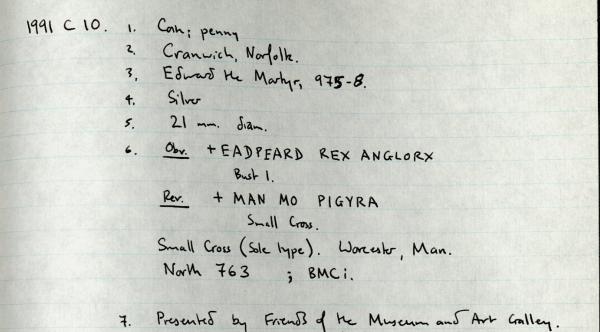 1991 C 10. 1. Coin; penny
2. Cranwich, Norfolk.
3. Edward the Martyr, 975-8.
4. Silver
5. 21 mm. diam.
6. Obv. +EADPEARD REX ANGLORX
Bust l.
Rev. + MAN MO PIGYRA
Small Cross.
Small Cross (Sole type). Worcester, Man.
North 763 ; BMC i.
7. Presented by Friends of the Museum and Art Gallery.